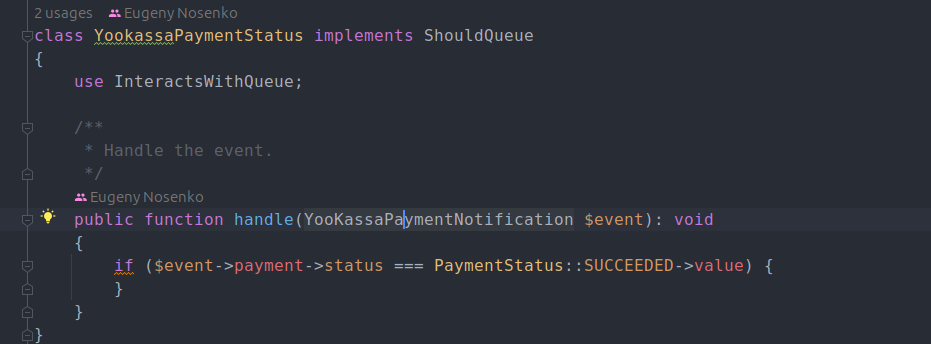 2 usages Eugeny Nosenko
class YookassaPaymentStatus implements ShouldQueue
{
    use InteractsWithQueue;
    /**
     * Handle the event.
     */
    Eugeny Nosenko
    public function handle(YooKassaPaymentNotification $event): void
    {
        if ($event->payment->status === PaymentStatus::SUCCEEDED->value) {
        }
    }
}